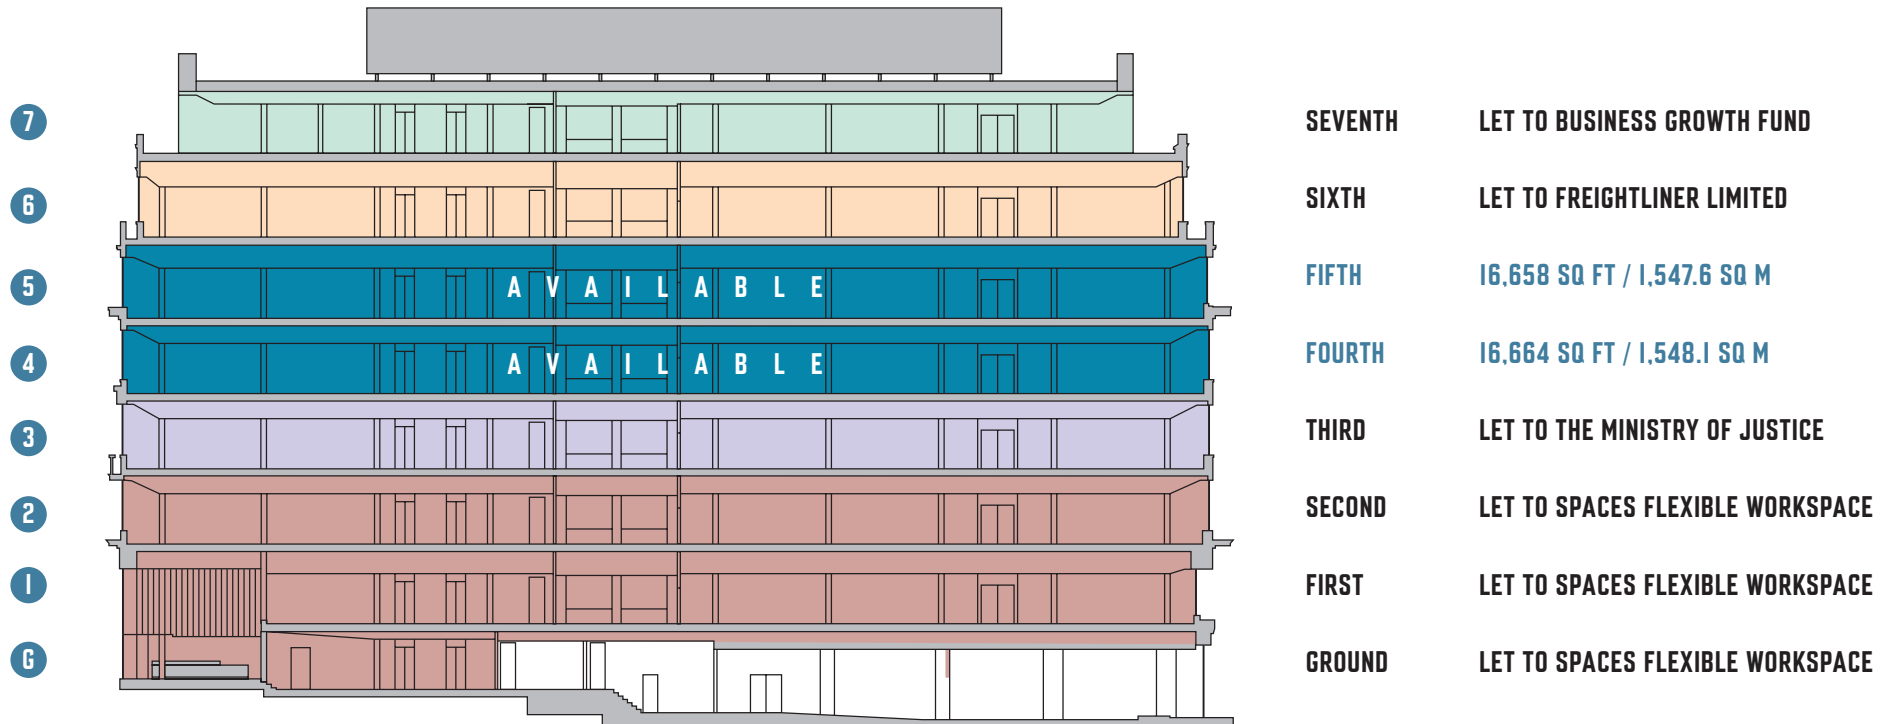 7 SEVENTH LET TO BUSINESS GROWTH FUND
6 SIXTH LET TO FREIGHTLINER LIMITED
5 AVAILABLE FIFTH 16,658 SQ FT / 1,547.6 SQ M
4 AVAILABLE FOURTH 16,664 SQ FT / 1,548.1 SQ M
3 THIRD LET TO THE MINISTRY OF JUSTICE
2 SECOND LET TO SPACES FLEXIBLE WORKSPACE
1 FIRST LET TO SPACES FLEXIBLE WORKSPACE
G GROUND LET TO SPACES FLEXIBLE WORKSPACE